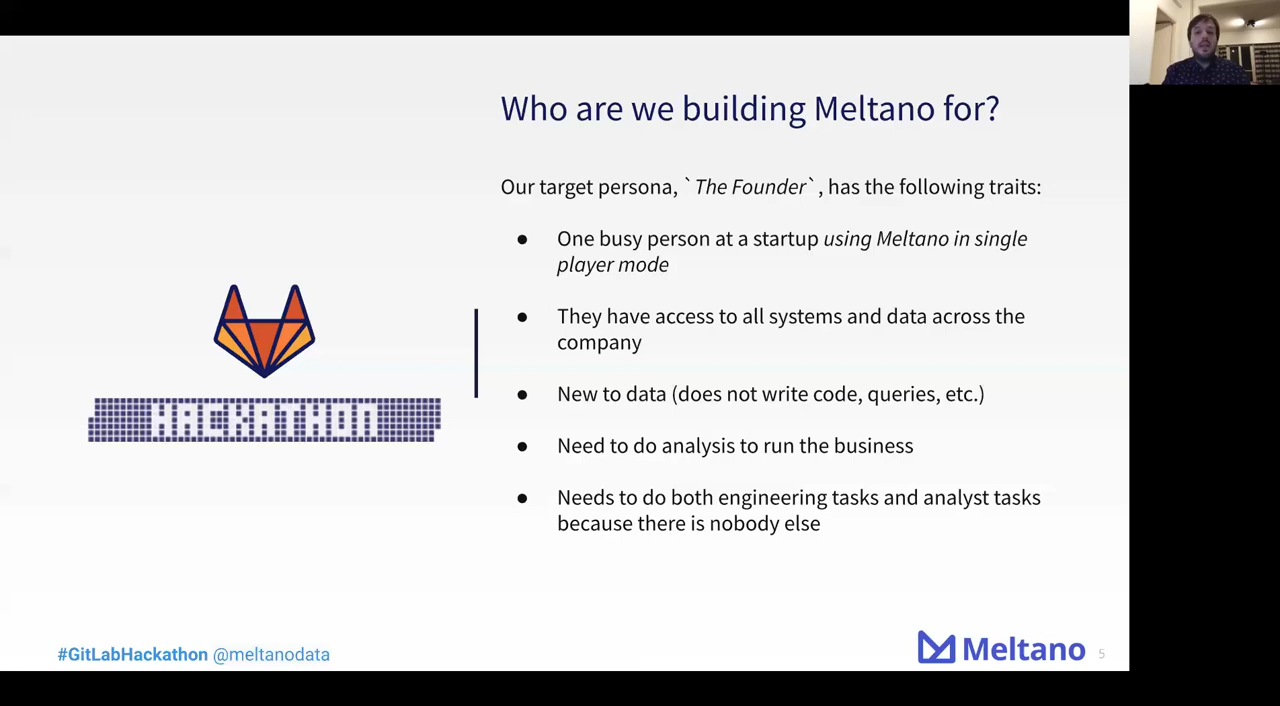 Who are we building Meltano for?
Our target persona, `The Founder`, has the following traits:
● One busy person at a startup using Meltano in single
player mode
● They have access to all systems and data across the
company
● New to data (does not write code, queries, etc.)
● Need to do analysis to run the business
● Needs to do both engineering tasks and analyst tasks
because there is nobody else
HACKATHON
#GitLabHackathon @meltanodata
Meltano
5